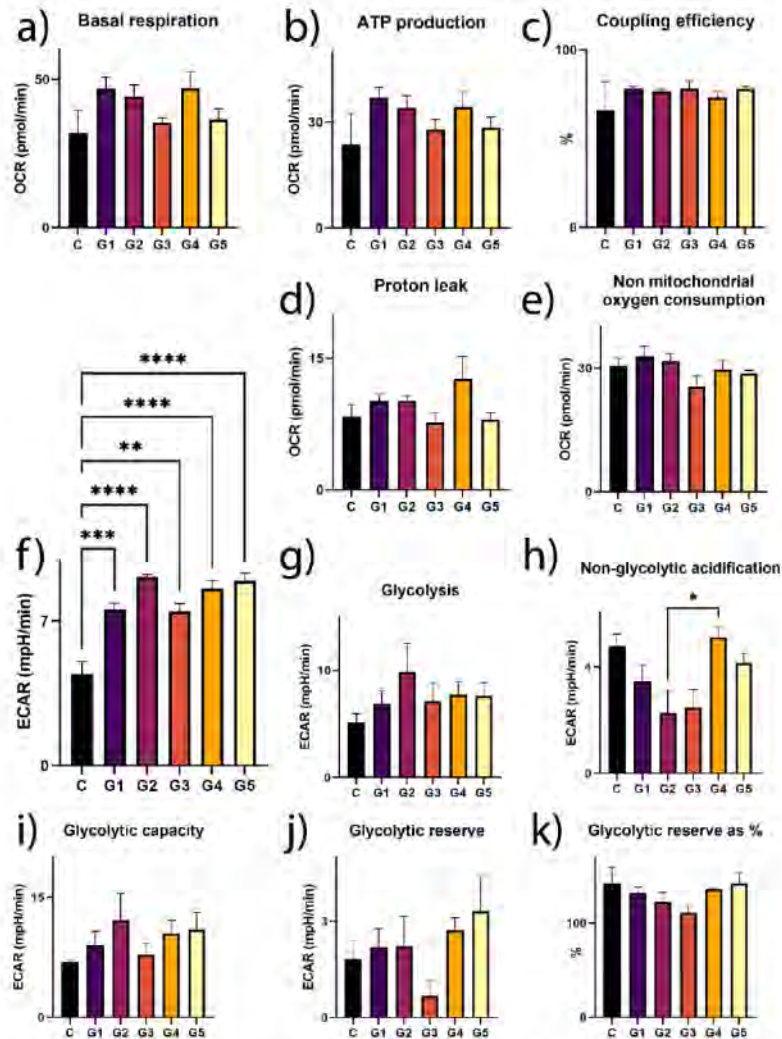 a) Basal respiration
OCR (pmol/min)
50
0
C G1 G2 G3 G4 G5
b) ATP production
OCR (pmol/min)
30
0
C G1 G2 G3 G4 G5
c) Coupling efficiency
%
100
0
C G1 G2 G3 G4 G5
d) Proton leak
OCR (pmol/min)
15
0
C G1 G2 G3 G4 G5
e) Non mitochondrial
oxygen consumption
OCR (pmol/min)
30
0
C G1 G2 G3 G4 G5
f)
****
****
**
****
***
ECAR (mpH/min)
7
0
C G1 G2 G3 G4 G5
g) Glycolysis
ECAR (mpH/min)
10
0
C G1 G2 G3 G4 G5
h) Non-glycolytic acidification
*
ECAR (mpH/min)
4
0
C G1 G2 G3 G4 G5
i) Glycolytic capacity
ECAR (mpH/min)
15
0
C G1 G2 G3 G4 G5
j) Glycolytic reserve
ECAR (mpH/min)
3
0
C G1 G2 G3 G4 G5
k) Glycolytic reserve as %
%
100
0
C G1 G2 G3 G4 G5